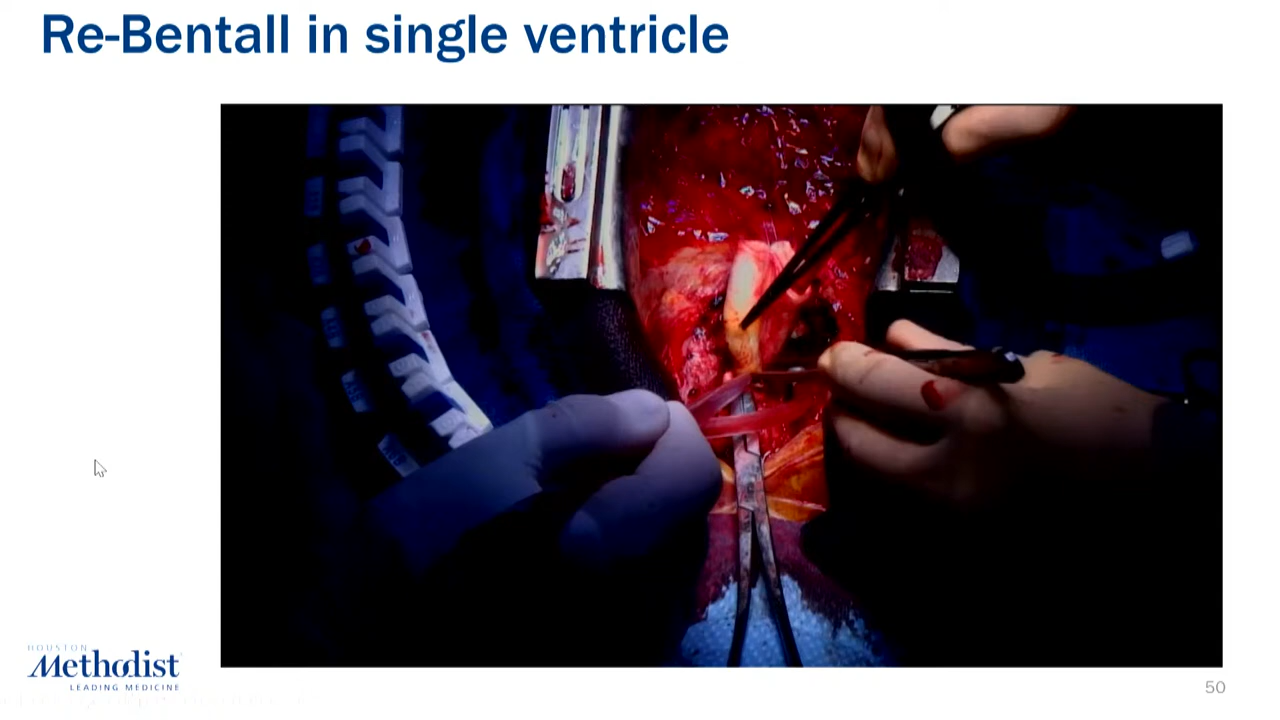 Re-Bentall in single ventricle
HOUSTON
Methodist
LEADING MEDICINE
50